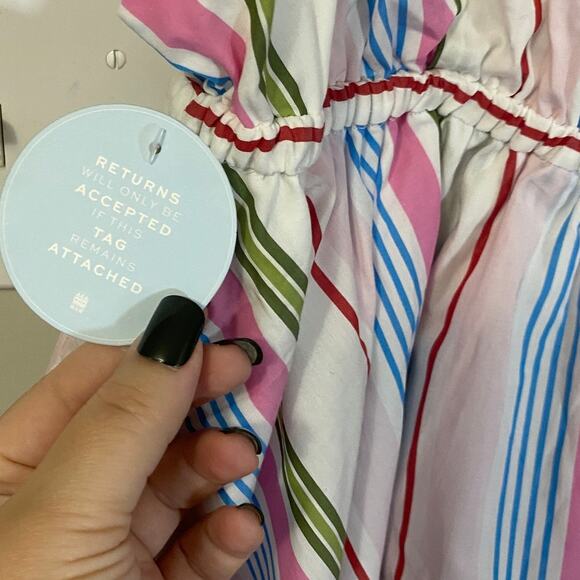 RETURNS
WILL ONLY BE
ACCEPTED
IF THIS
TAG
REMAINS
ATTACHED